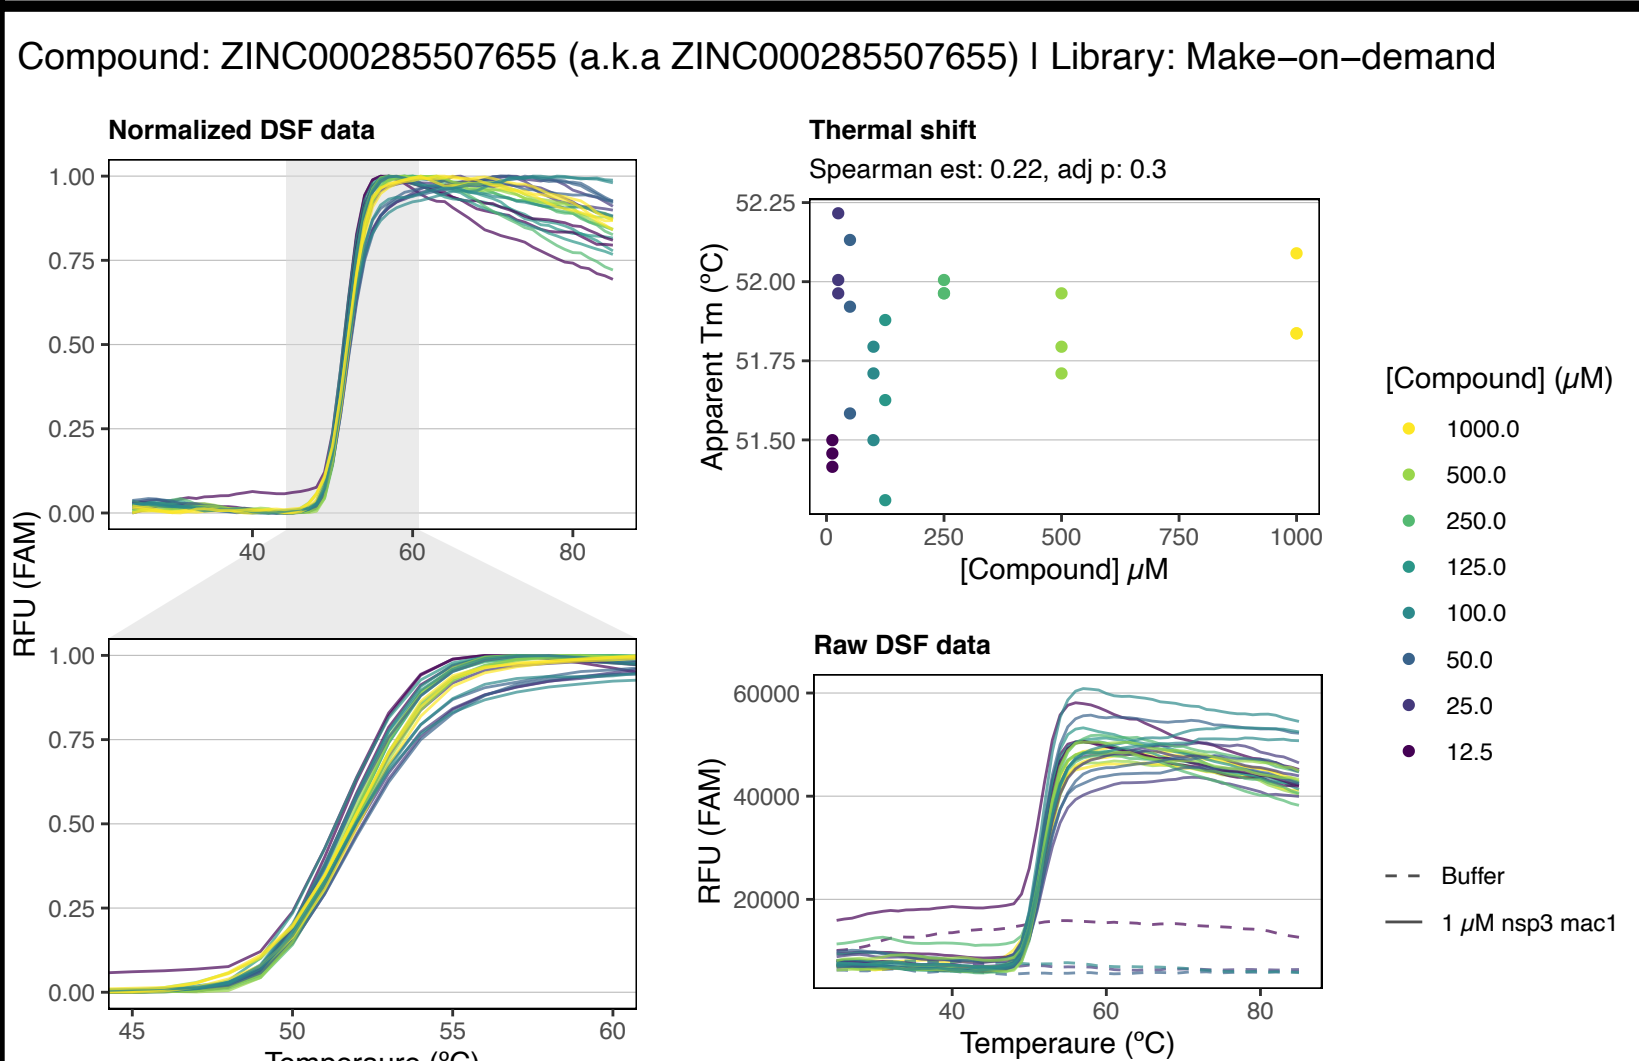 Compound: ZINC000285507655 (a.k.a ZINC000285507655) | Library: Make−on−demand
Normalized DSF data
1.00
0.75
0.50
0.25
0.00
40
60
80
RFU (FAM)
1.00
0.75
0.50
0.25
0.00
45
50
55
60
Temperaure (ºC)
Thermal shift
Spearman est: 0.22, adj p: 0.3
52.25
52.00
51.75
51.50
Apparent Tm (ºC)
0
250
500
750
1000
[Compound] µM
Raw DSF data
60000
40000
20000
RFU (FAM)
40
60
80
Temperaure (ºC)
[Compound] (µM)
1000.0
500.0
250.0
125.0
100.0
50.0
25.0
12.5
Buffer
1 µM nsp3 mac1